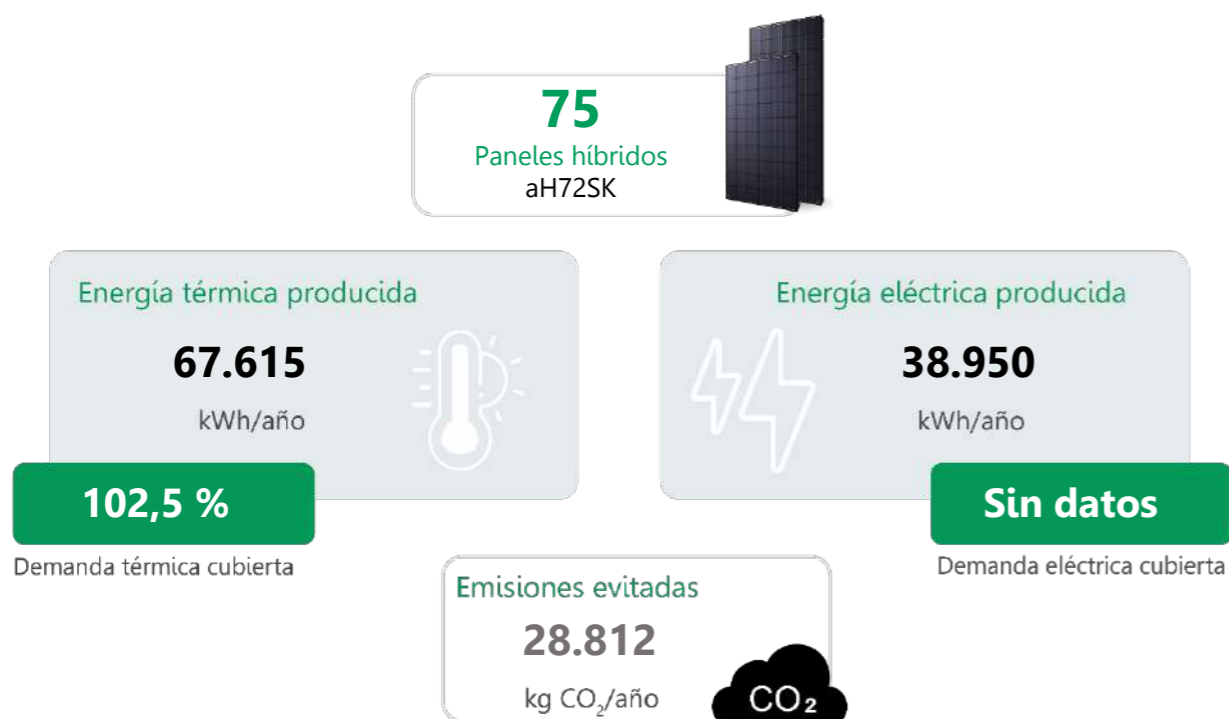 75
Paneles híbridos
aH72SK
Energía térmica producida
67.615
kWh/año
102,5 %
Demanda térmica cubierta
Energía eléctrica producida
38.950
kWh/año
Sin datos
Demanda eléctrica cubierta
Emisiones evitadas
28.812
kg CO₂/año
CO₂